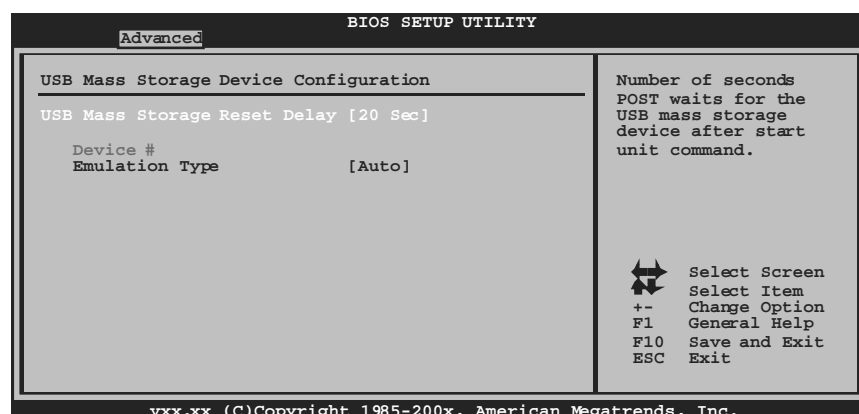 BIOS SETUP UTILITY
Advanced
USB Mass Storage Device Configuration
USB Mass Storage Reset Delay [20 Sec]
Device #
Emulation Type [Auto]
Number of seconds
POST waits for the
USB mass storage
device after start
unit command.
Select Screen
Select Item
+- Change Option
F1 General Help
F10 Save and Exit
ESC Exit
vxx.xx (C)Copyright 1985-200x, American Megatrends, Inc.